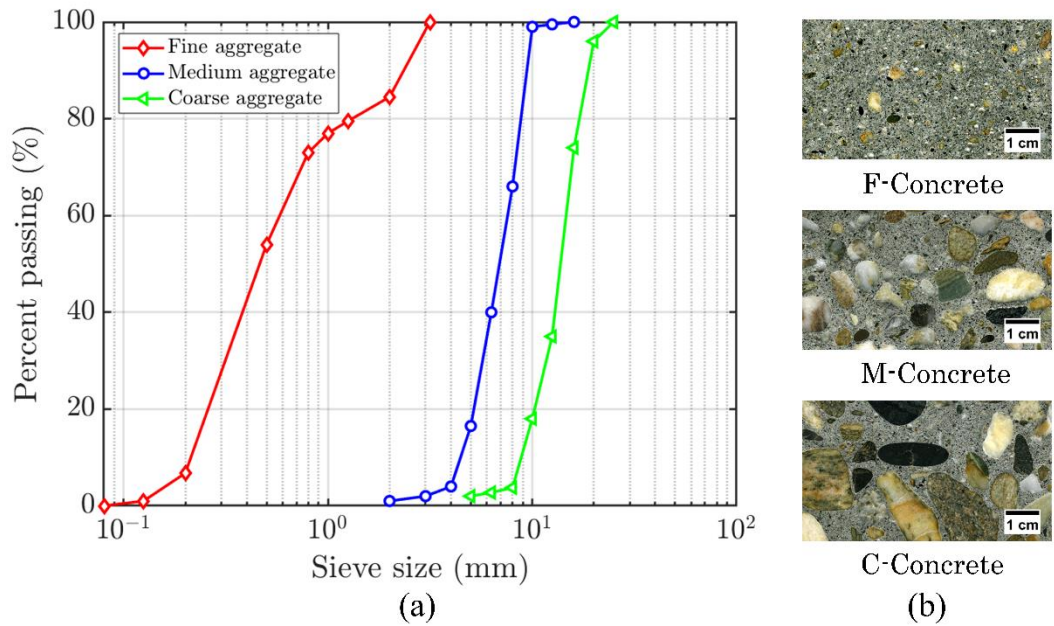 100
80
60
40
20
0
Percent passing (%)
Fine aggregate
Medium aggregate
Coarse aggregate
10⁻¹
10⁰
10¹
10²
Sieve size (mm)
(a)
1 cm
F-Concrete
1 cm
M-Concrete
1 cm
C-Concrete
(b)